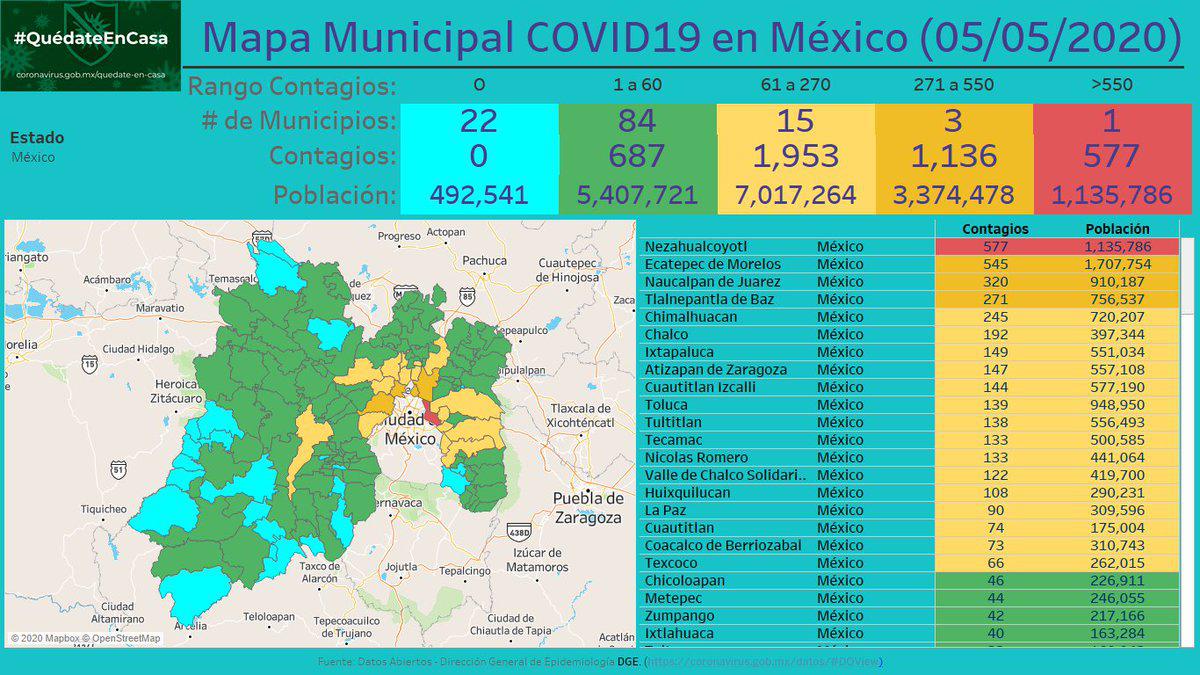 #QuédateEnCasa
coronavirus.gob.mx/quedate-en-casa
Mapa Municipal COVID19 en México (05/05/2020)
Rango Contagios: 0 1 a 60 61 a 270 271 a 550 >550
# de Municipios: 22 84 15 3 1
Contagios: 0 687 1,953 1,136 577
Población: 492,541 5,407,721 7,017,264 3,374,478 1,135,786
Estado
México
Progreso Actopan
riangato
Pachuca
Cuautepec de Hinojosa
Acámbaro
Temascalc
de
quez
85
Zaca
Maravatio
epeapulco
orelia
Ciudad Hidalgo
15
ulpulalpan
Heroica Zitácuaro
Tlaxcala de Xicohténcatl
iudad d
México
51
Tiquicheo
ernavaca
Puebla de Zaragoza
438D
Izúcar de Matamoros
Taxco de Alarcón
Jojutla
Tepalcingo
Ciudad Altamirano
Teloloapan
Arcelia
Tepecoacuilco de Trujano
Ciudad de Chiautla de Tapia
Acatlán
© 2020 Mapbox © OpenStreetMap
Contagios Población
Nezahualcoyotl México 577 1,135,786
Ecatepec de Morelos México 545 1,707,754
Naucalpan de Juarez México 320 910,187
Tlalnepantla de Baz México 271 756,537
Chimalhuacan México 245 720,207
Chalco México 192 397,344
Ixtapaluca México 149 551,034
Atizapan de Zaragoza México 147 557,108
Cuautitlan Izcalli México 144 577,190
Toluca México 139 948,950
Tultitlan México 138 556,493
Tecamac México 133 500,585
Nicolas Romero México 133 441,064
Valle de Chalco Solidari.. México 122 419,700
Huixquilucan México 108 290,231
La Paz México 90 309,596
Cuautitlan México 74 175,004
Coacalco de Berriozabal México 73 310,743
Texcoco México 66 262,015
Chicoloapan México 46 226,911
Metepec México 44 246,055
Zumpango México 42 217,166
Ixtlahuaca México 40 163,284
Fuente: Datos Abiertos - Dirección General de Epidemiología DGE. (https://coronavirus.gob.mx/datos/#DOView)